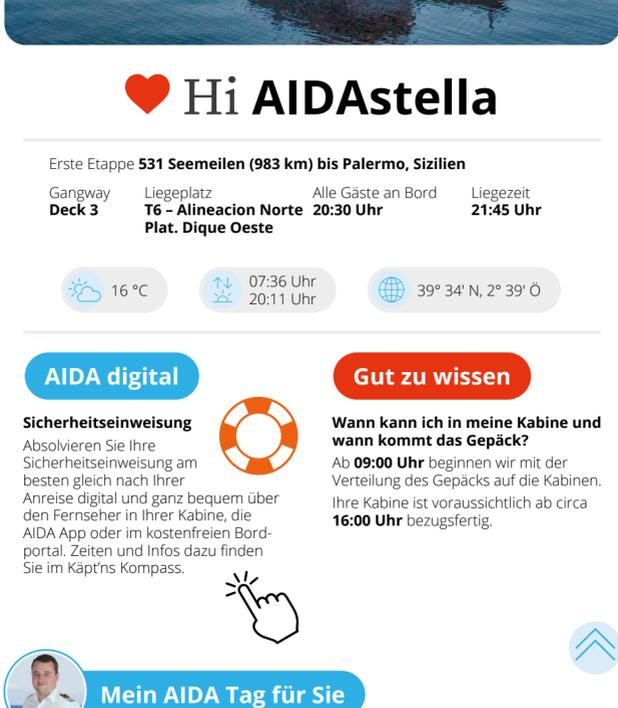 Hi AIDAstella
Erste Etappe 531 Seemeilen (983 km) bis Palermo, Sizilien
Gangway
Deck 3
Liegeplatz
T6 – Alineacion Norte
Plat. Dique Oeste
Alle Gäste an Bord
20:30 Uhr
Liegezeit
21:45 Uhr
16 °C
07:36 Uhr
20:11 Uhr
39° 34' N, 2° 39' Ö
AIDA digital
Sicherheitseinweisung
Absolvieren Sie Ihre
Sicherheitseinweisung am
besten gleich nach Ihrer
Anreise digital und ganz bequem über
den Fernseher in Ihrer Kabine, die
AIDA App oder im kostenfreien Bord-
portal. Zeiten und Infos dazu finden
Sie im Käpt’ns Kompass.
Gut zu wissen
Wann kann ich in meine Kabine und
wann kommt das Gepäck?
Ab 09:00 Uhr beginnen wir mit der
Verteilung des Gepäcks auf die Kabinen.
Ihre Kabine ist voraussichtlich ab circa
16:00 Uhr bezugsfertig.
Mein AIDA Tag für Sie